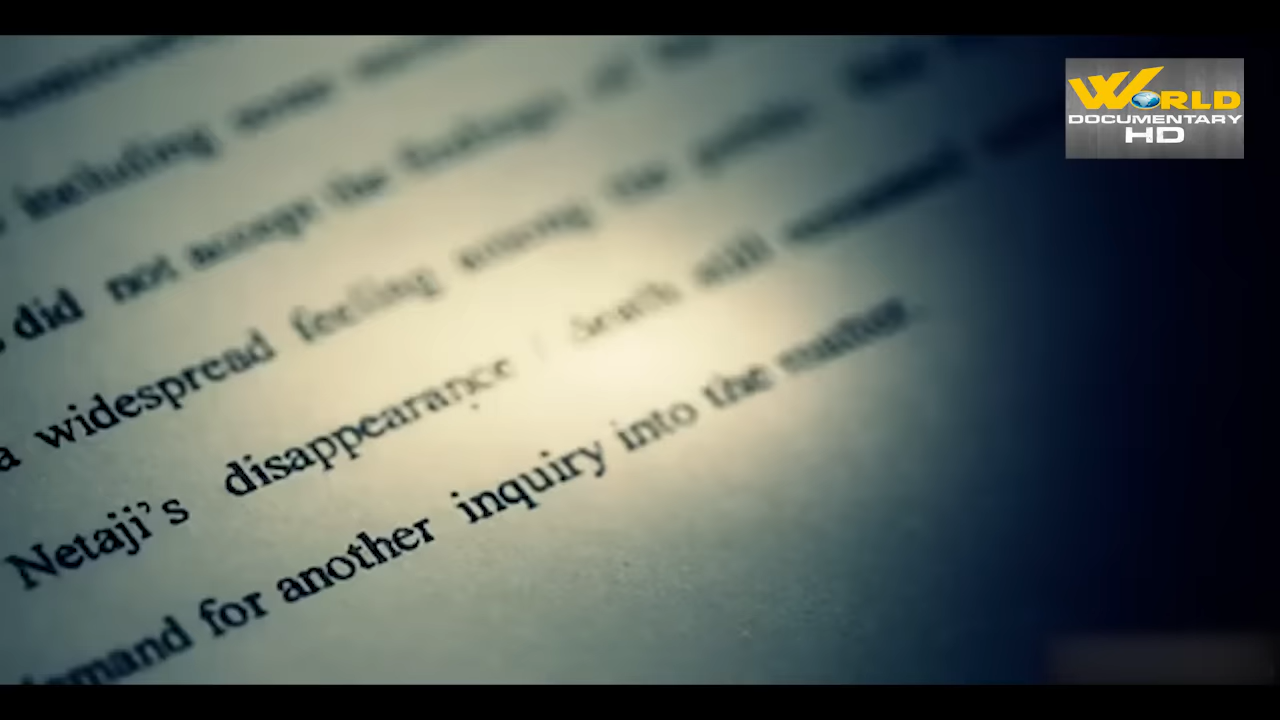 including
did not accept the findings of
a widespread feeling among the public
Netaji's disappearance / death still
demand for another inquiry into the matter.
WORLD
DOCUMENTARY
HD